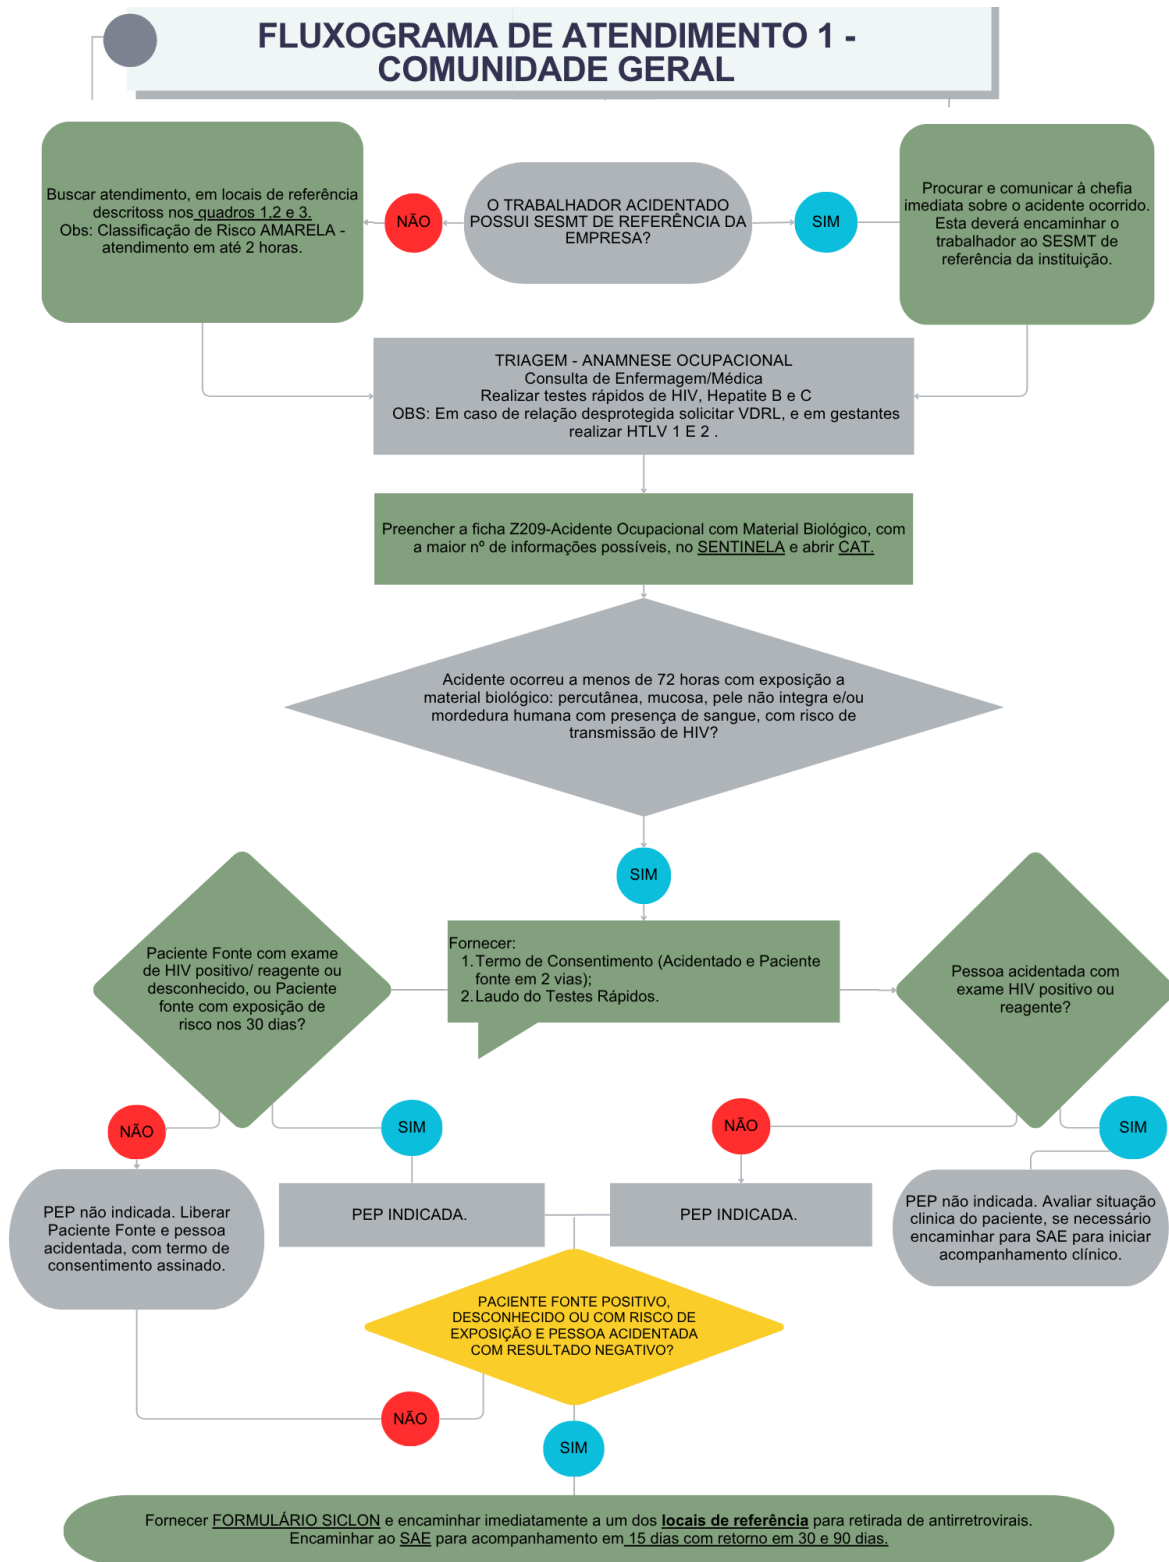 FLUXOGRAMA DE ATENDIMENTO 1 -
COMUNIDADE GERAL
Buscar atendimento, em locais de referência
descritoss nos quadros 1,2 e 3.
Obs: Classificação de Risco AMARELA -
atendimento em até 2 horas.
NÃO
O TRABALHADOR ACIDENTADO
POSSUI SESMT DE REFERÊNCIA DA
EMPRESA?
SIM
Procurar e comunicar à chefia
imediata sobre o acidente ocorrido.
Esta deverá encaminhar o
trabalhador ao SESMT de
referência da instituição.
TRIAGEM - ANAMNESE OCUPACIONAL
Consulta de Enfermagem/Médica
Realizar testes rápidos de HIV, Hepatite B e C
OBS: Em caso de relação desprotegida solicitar VDRL, e em gestantes
realizar HTLV 1 E 2 .
Preencher a ficha Z209-Acidente Ocupacional com Material Biológico, com
a maior nº de informações possíveis, no SENTINELA e abrir CAT.
Acidente ocorreu a menos de 72 horas com exposição a
material biológico: percutânea, mucosa, pele não integra e/ou
mordedura humana com presença de sangue, com risco de
transmissão de HIV?
SIM
Paciente Fonte com exame
de HIV positivo/ reagente ou
desconhecido, ou Paciente
fonte com exposição de
risco nos 30 dias?
Fornecer:
1. Termo de Consentimento (Acidentado e Paciente
fonte em 2 vias);
2. Laudo do Testes Rápidos.
Pessoa acidentada com
exame HIV positivo ou
reagente?
NÃO
SIM
NÃO
SIM
PEP não indicada. Liberar
Paciente Fonte e pessoa
acidentada, com termo de
consentimento assinado.
PEP INDICADA.
PEP INDICADA.
PEP não indicada. Avaliar situação
clinica do paciente, se necessário
encaminhar para SAE para iniciar
acompanhamento clínico.
PACIENTE FONTE POSITIVO,
DESCONHECIDO OU COM RISCO DE
EXPOSIÇÃO E PESSOA ACIDENTADA
COM RESULTADO NEGATIVO?
NÃO
SIM
Fornecer FORMULÁRIO SICLON e encaminhar imediatamente a um dos locais de referência para retirada de antirretrovirais.
Encaminhar ao SAE para acompanhamento em 15 dias com retorno em 30 e 90 dias.